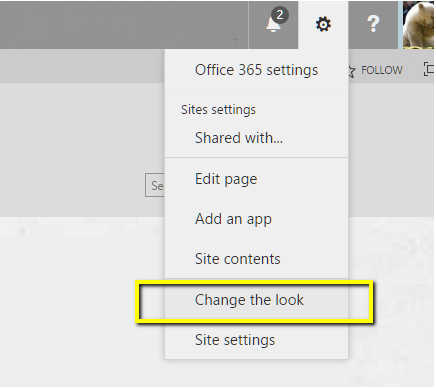 2
?
Office 365 settings
FOLLOW
Sites settings
Shared with...
Edit page
Se
Add an app
Site contents
Change the look
Site settings